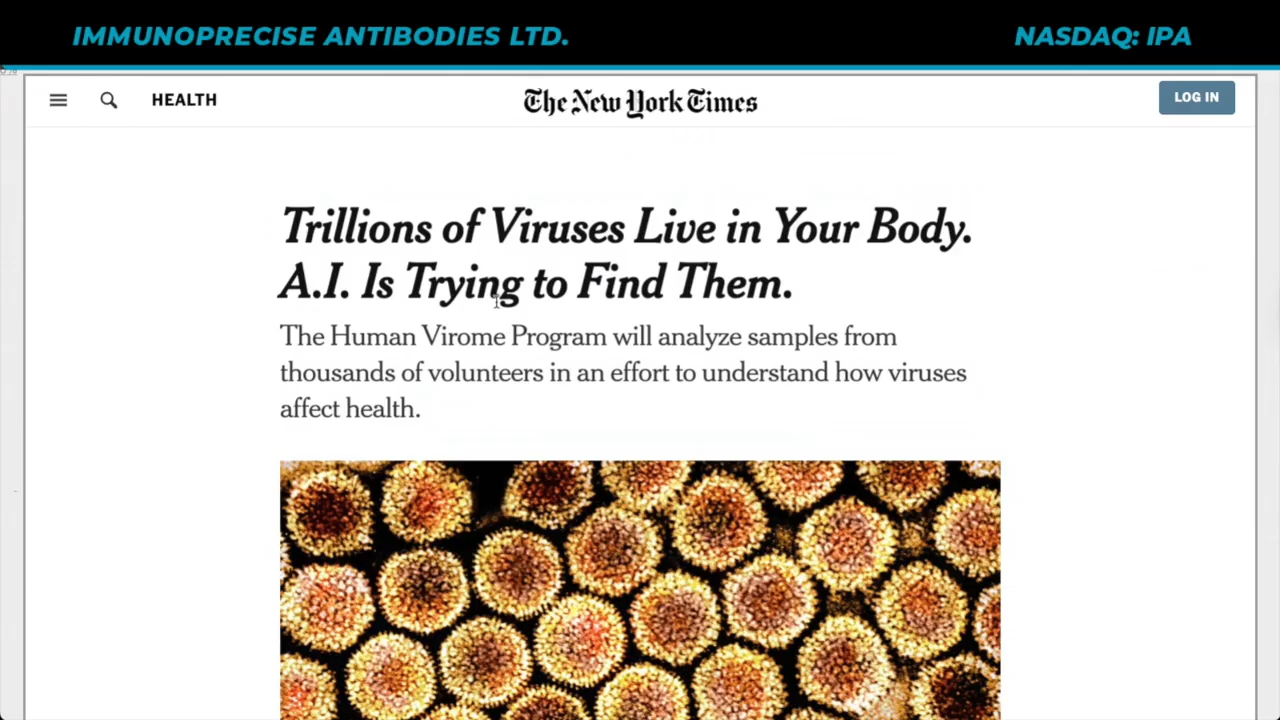 IMMUNOPRECISE ANTIBODIES LTD.
NASDAQ: IPA
HEALTH
The New York Times
LOG IN
Trillions of Viruses Live in Your Body.
A.I. Is Trying to Find Them.
The Human Virome Program will analyze samples from
thousands of volunteers in an effort to understand how viruses
affect health.